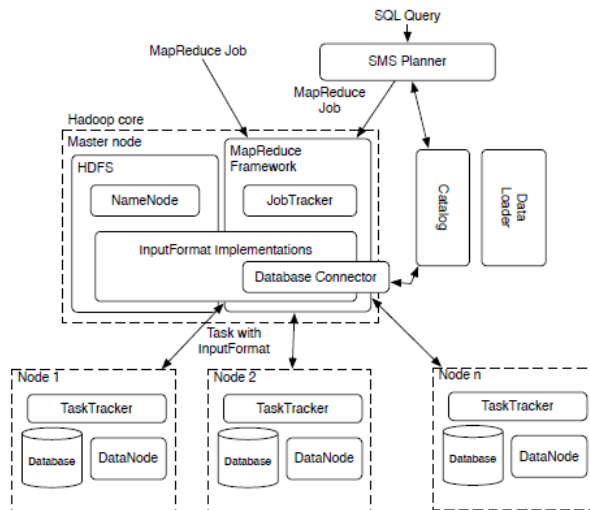 SQL Query
SMS Planner
MapReduce Job
MapReduce
Job
Hadoop core
Master node
HDFS
MapReduce
Framework
NameNode
JobTracker
Catalog
Data
Loader
InputFormat Implementations
Database Connector
Task with
InputFormat
Node 1
TaskTracker
Database
DataNode
Node 2
TaskTracker
Database
DataNode
Node n
TaskTracker
Database
DataNode